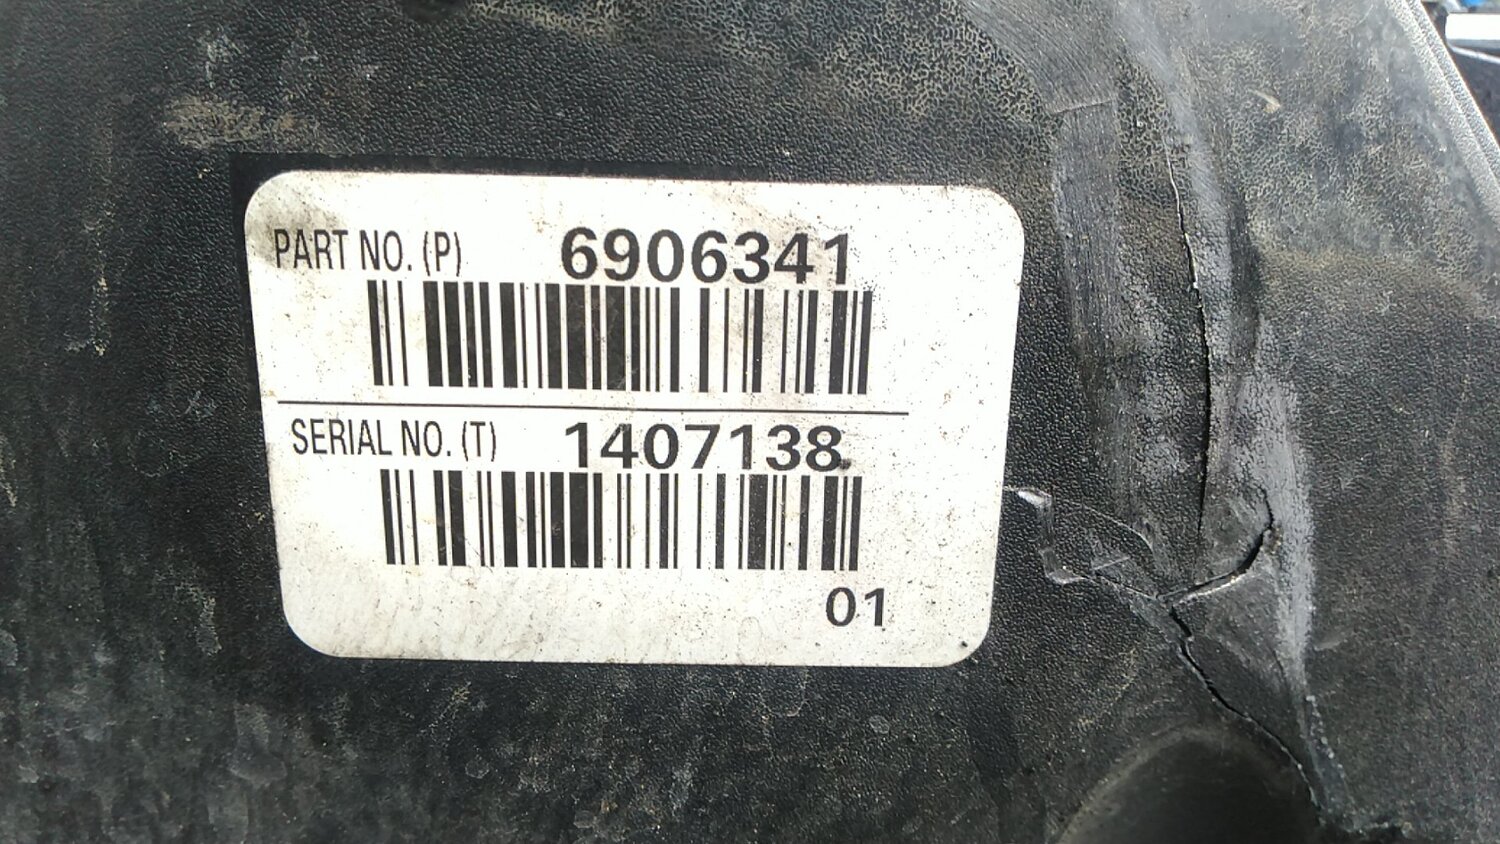 PART NO. (P) 6906341
SERIAL NO. (T) 1407138
01